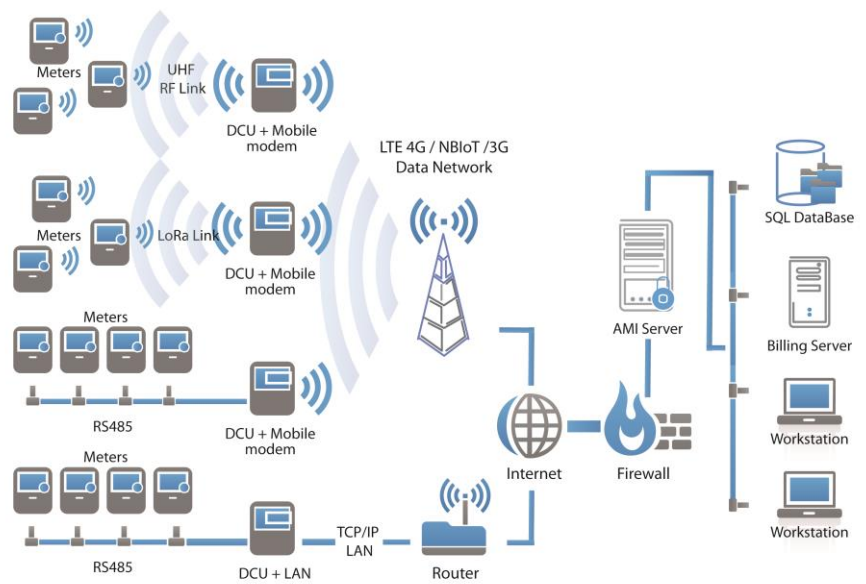 Meters
UHF
RF Link
DCU + Mobile
modem
LTE 4G / NBIoT /3G
Data Network
Meters
LoRa Link
DCU + Mobile
modem
SQL DataBase
AMI Server
Billing Server
Meters
RS485
DCU + Mobile
modem
Workstation
Internet
Firewall
Meters
RS485
DCU + LAN
TCP/IP
LAN
Router
Workstation